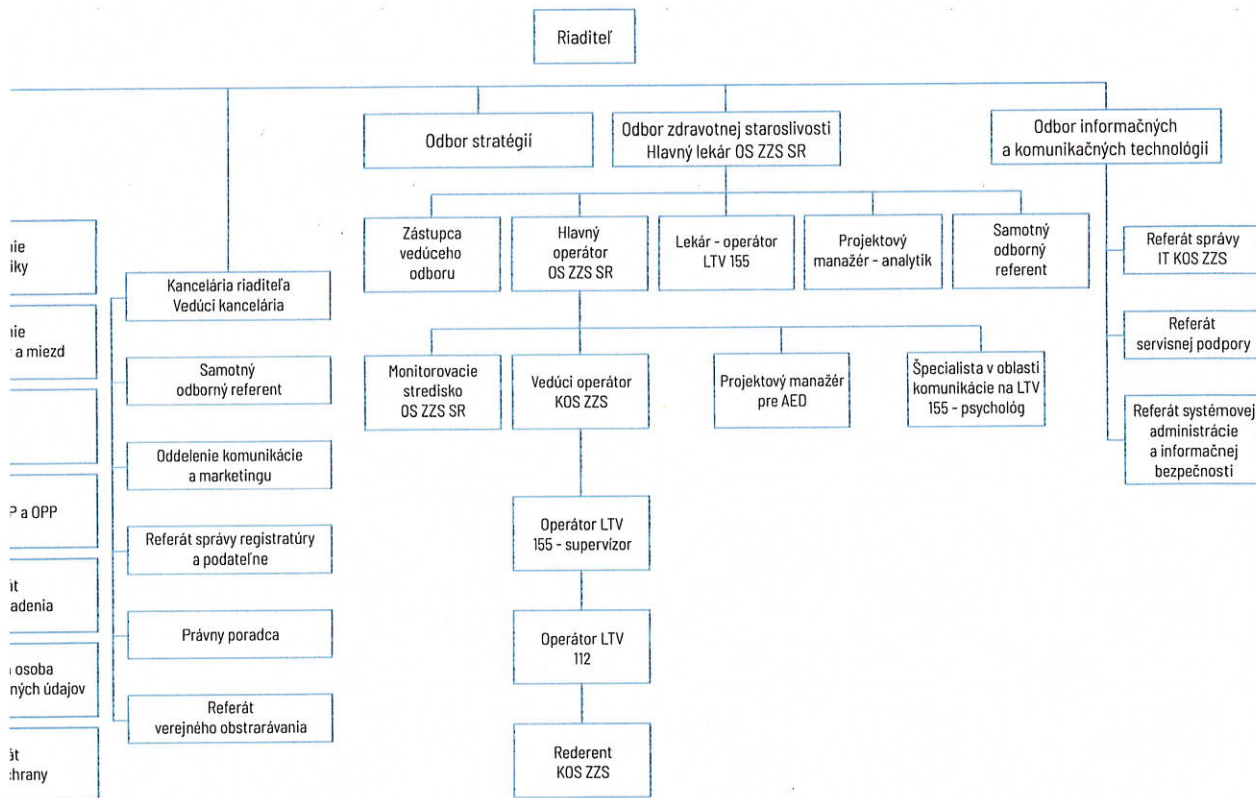 Riaditeľ
Odbor stratégií
Odbor zdravotnej staroslivosti
Hlavný lekár OS ZZS SR
Odbor informačných
a komunikačných technológii
Zástupca
vedúceho
odboru
Hlavný
operátor
OS ZZS SR
Lekár - operátor
LTV 155
Projektový
manažér - analytik
Samotný
odborný
referent
Referát správy
IT KOS ZZS
Referát
servisnej podpory
Referát systémovej
administrácie
a informačnej
bezpečnosti
Monitorovacie
stredisko
OS ZZS SR
Vedúci operátor
KOS ZZS
Projektový manažér
pre AED
Špecialista v oblasti
komunikácie na LTV
155 - psychológ
Operátor LTV
155 - supervízor
Operátor LTV
112
Rederent
KOS ZZS
Kancelária riaditeľa
Vedúci kancelária
Samotný
odborný referent
Oddelenie komunikácie
a marketingu
Referát správy registratúry
a podateľne
Právny poradca
Referát
verejného obstrarávania
a miezd
P a OPP
osoba